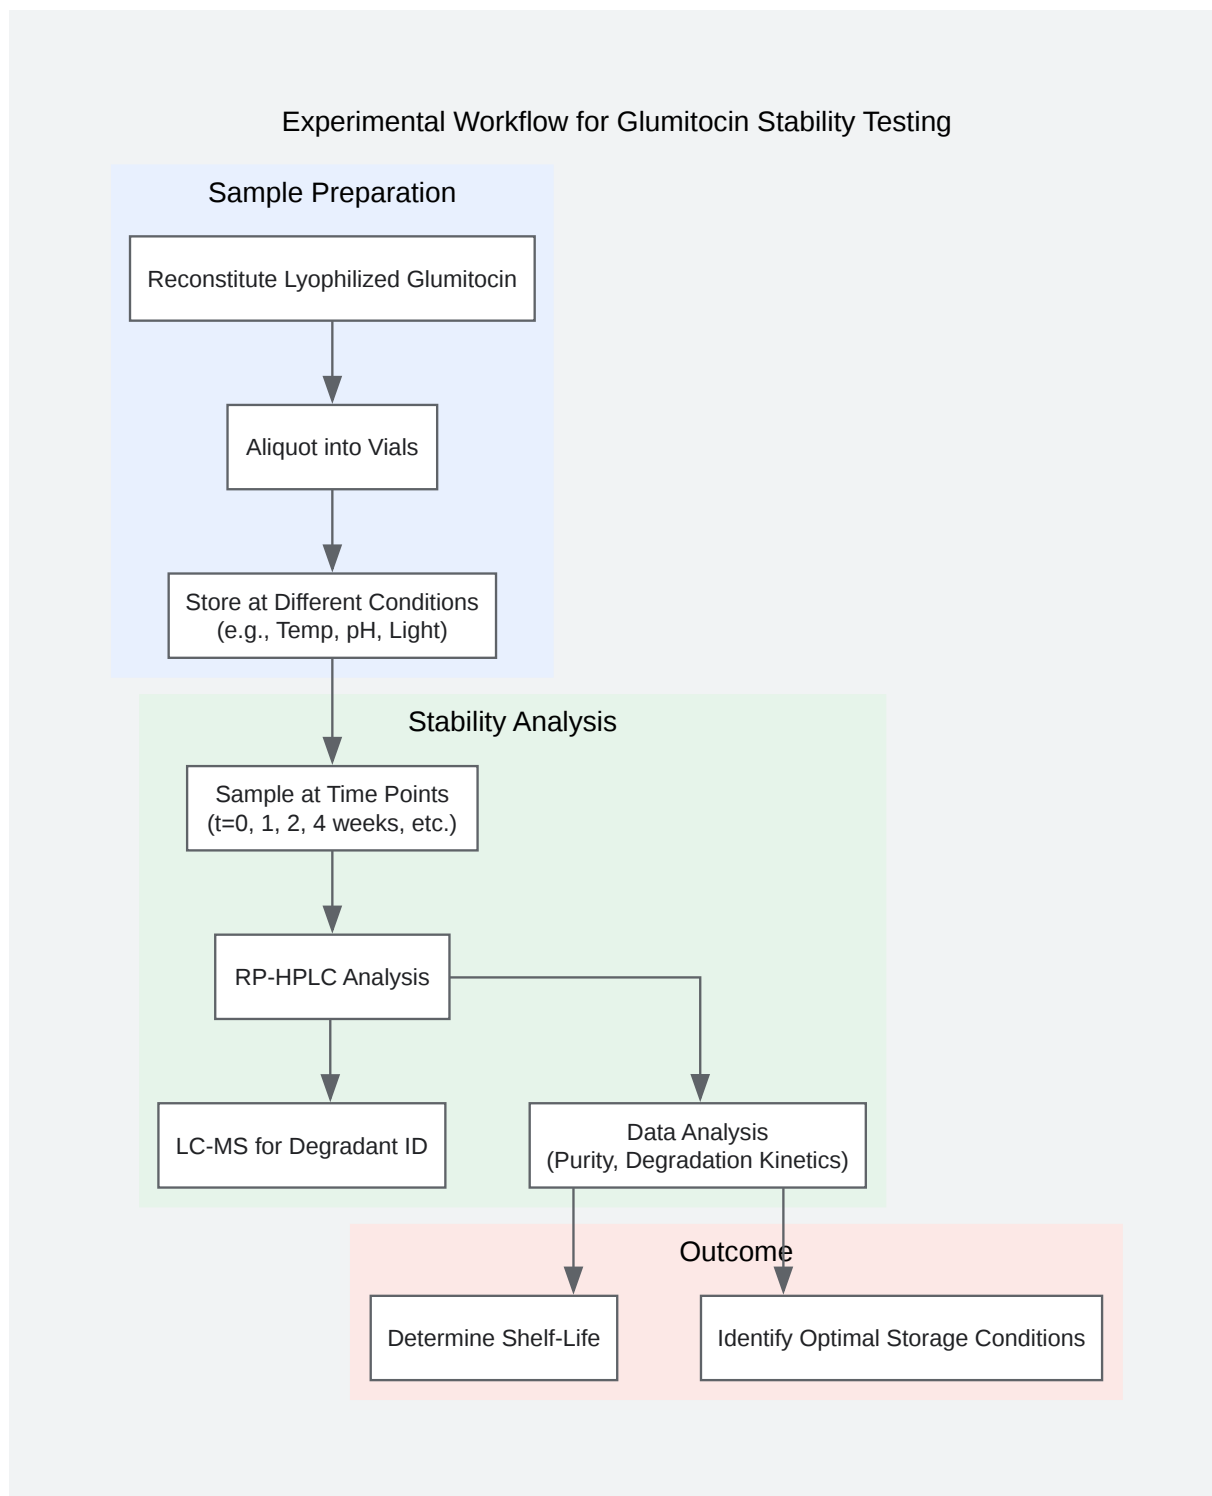 Experimental Workflow for Glumitocin Stability Testing
Sample Preparation
Reconstitute Lyophilized Glumitocin
Aliquot into Vials
Store at Different Conditions
(e.g., Temp, pH, Light)
Stability Analysis
Sample at Time Points
(t=0, 1, 2, 4 weeks, etc.)
RP-HPLC Analysis
LC-MS for Degradant ID
Data Analysis
(Purity, Degradation Kinetics)
Outcome
Determine Shelf-Life
Identify Optimal Storage Conditions